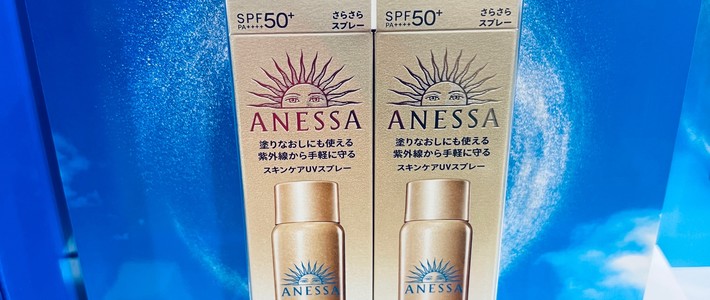 SPF50+
PA++++
さらさら
スプレー
ANESSA
塗りなおしにも使える
紫外線から手軽に守る
スキンケアUVスプレー
ANESSA
SPF50+
PA++++
さらさら
スプレー
ANESSA
塗りなおしにも使える
紫外線から手軽に守る
スキンケアUVスプレー
ANESSA